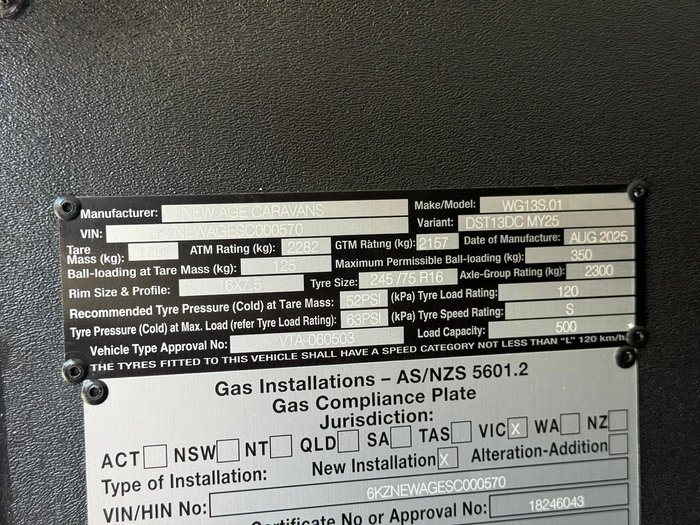 Manufacturer: NEW AGE CARAVANS Make/Model: WG13S.01
VIN: 6KZNEWAGESC000570 Variant: DST13DC MY25
Tare Mass (kg): 1782 ATM Rating (kg): 2282 GTM Rating (kg): 2157 Date of Manufacture: AUG 2025
Ball-loading at Tare Mass (kg): 125 Maximum Permissible Ball-loading (kg): 350
Rim Size & Profile: 16X7.5 Tyre Size: 245 /75 R16 Axle-Group Rating (kg): 2300
Recommended Tyre Pressure (Cold) at Tare Mass: 52PSI (kPa) Tyre Load Rating: 120
Tyre Pressure (Cold) at Max. Load (refer Tyre Load Rating): 63PSI (kPa) Tyre Speed Rating: S
Vehicle Type Approval No: VTA-060503 Load Capacity: 500
THE TYRES FITTED TO THIS VEHICLE SHALL HAVE A SPEED CATEGORY NOT LESS THAN "L" 120 km/h.
Gas Installations – AS/NZS 5601.2
Gas Compliance Plate
Jurisdiction:
ACT NSW NT QLD SA TAS VIC X WA NZ
Type of Installation: New Installation X Alteration-Addition
VIN/HIN No: 6KZNEWAGESC000570
Certificate No or Approval No: 18246043